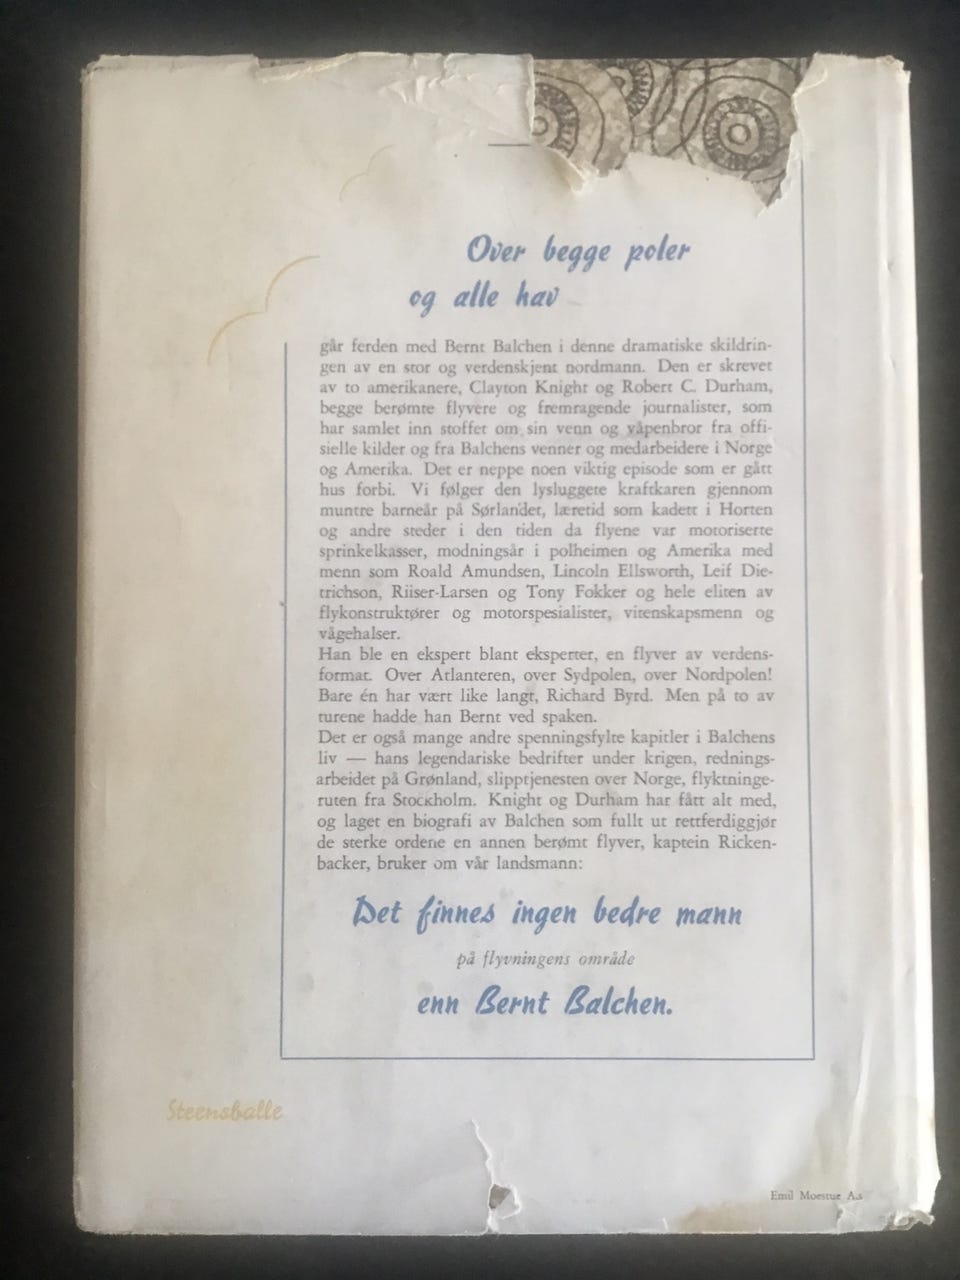 Over begge poler
og alle hav
går ferden med Bernt Balchen i denne dramatiske skildrin-
gen av en stor og verdenskjent nordmann. Den er skrevet
av to amerikanere, Clayton Knight og Robert C. Durham,
begge berømte flyvere og fremragende journalister, som
har samlet inn stoffet om sin venn og våpenbror fra offi-
sielle kilder og fra Balchens venner og medarbeidere i Norge
og Amerika. Det er neppe noen viktig episode som er gått
hus forbi. Vi følger den lysluggete kraftkaren gjennom
muntre barneår på Sørlandet, læretid som kadett i Horten
og andre steder i den tiden da flyene var motoriserte
sprinkelkasser, modningsår i polheimen og Amerika med
menn som Roald Amundsen, Lincoln Ellsworth, Leif Die-
trichson, Riiser-Larsen og Tony Fokker og hele eliten av
flykonstruktører og motorspesialister, vitenskapsmenn og
vågehalser.
Han ble en ekspert blant eksperter, en flyver av verdens-
format. Over Atlanteren, over Sydpolen, over Nordpolen!
Bare én har vært like langt, Richard Byrd. Men på to av
turene hadde han Bernt ved spaken.
Det er også mange andre spenningsfylte kapitler i Balchens
liv — hans legendariske bedrifter under krigen, rednings-
arbeidet på Grønland, slipptjenesten over Norge, flyktninge-
ruten fra Stockholm. Knight og Durham har fått alt med,
og laget en biografi av Balchen som fullt ut rettferdiggjør
de sterke ordene en annen berømt flyver, kaptein Ricken-
backer, bruker om vår landsmann:
Det finnes ingen bedre mann
på flyvningens område
enn Bernt Balchen.
Steensballe
Emil Moestue A.s